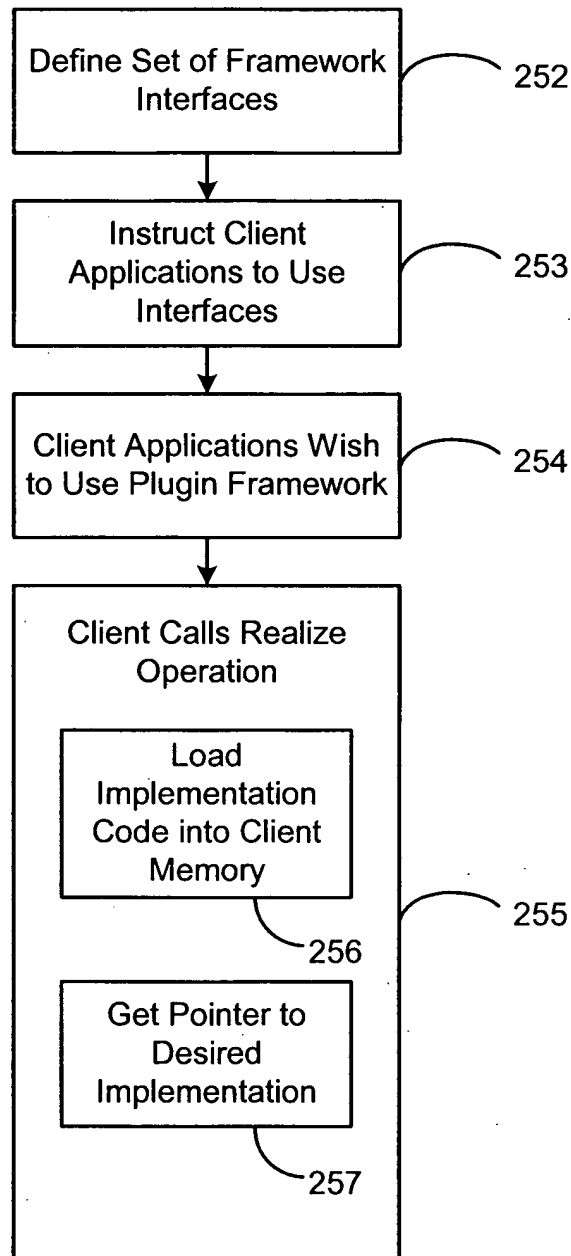 Define Set of Framework
Interfaces
252
Instruct Client
Applications to Use
Interfaces
253
Client Applications Wish
to Use Plugin Framework
254
Client Calls Realize
Operation
Load
Implementation
Code into Client
Memory
256
255
Get Pointer to
Desired
Implementation
257